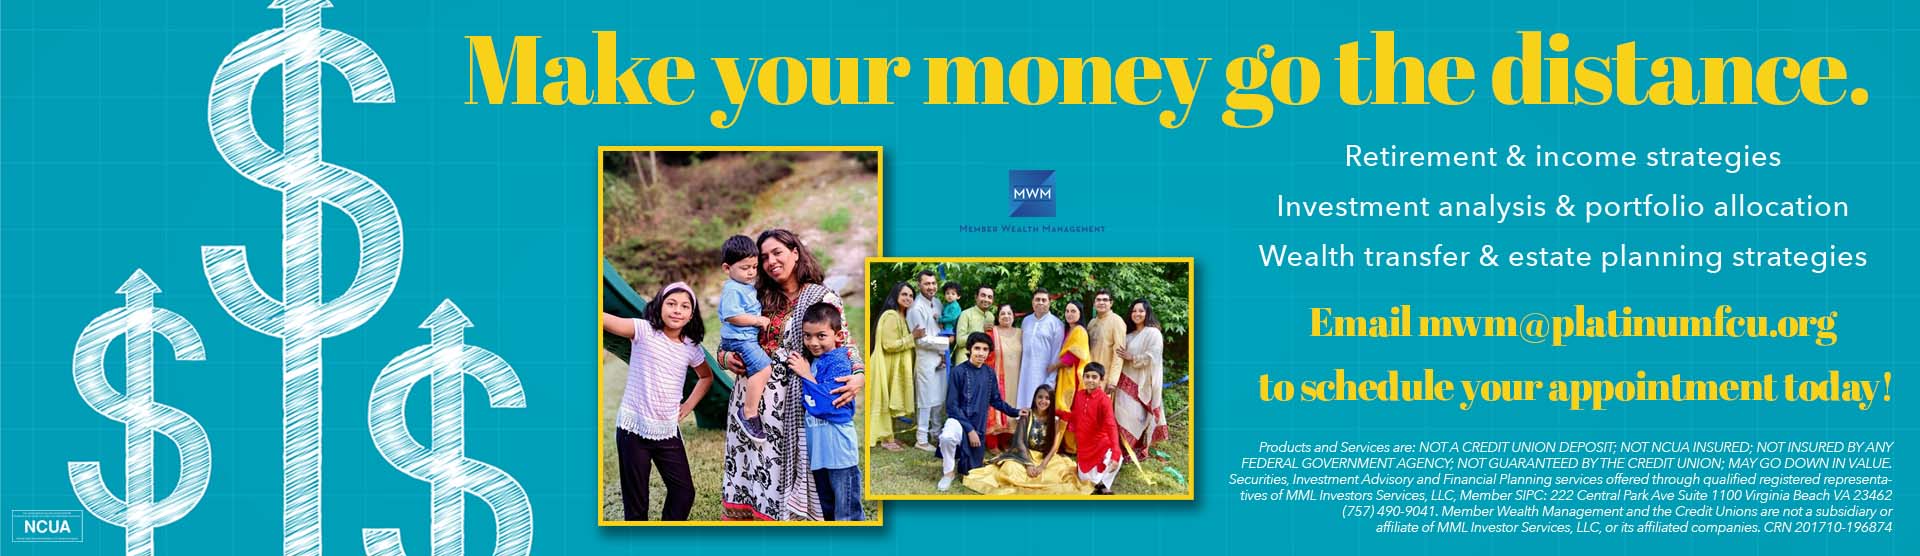 Make your money go the distance.
MWM
MEMBER WEALTH MANAGEMENT
Retirement & income strategies
Investment analysis & portfolio allocation
Wealth transfer & estate planning strategies
Email mwm@platinumfcu.org
to schedule your appointment today!
Products and Services are: NOT A CREDIT UNION DEPOSIT; NOT NCUA INSURED; NOT INSURED BY ANY
FEDERAL GOVERNMENT AGENCY; NOT GUARANTEED BY THE CREDIT UNION; MAY GO DOWN IN VALUE.
Securities, Investment Advisory and Financial Planning services offered through qualified registered representa-
tives of MML Investors Services, LLC, Member SIPC: 222 Central Park Ave Suite 1100 Virginia Beach VA 23462
(757) 490-9041. Member Wealth Management and the Credit Unions are not a subsidiary or
affiliate of MML Investor Services, LLC, or its affiliated companies. CRN 201710-196874
NCUA